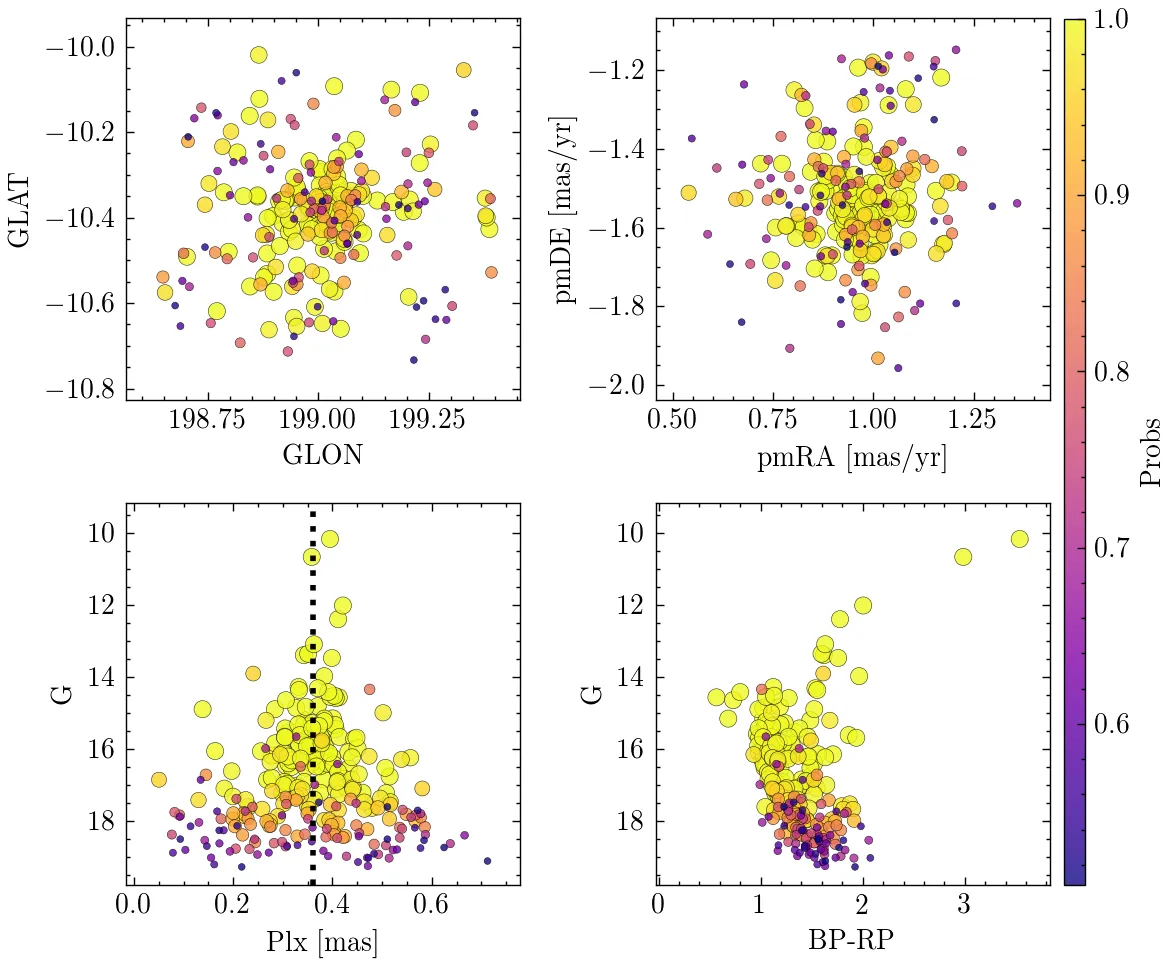 −10.0
−10.2
−10.4
−10.6
−10.8
GLAT
198.75 199.00 199.25
GLON
−1.2
−1.4
−1.6
−1.8
−2.0
pmDE [mas/yr]
0.50 0.75 1.00 1.25
pmRA [mas/yr]
10
12
14
16
18
G
0.0 0.2 0.4 0.6
Plx [mas]
10
12
14
16
18
G
0 1 2 3
BP-RP
1.0
0.9
0.8
0.7
0.6
Probs